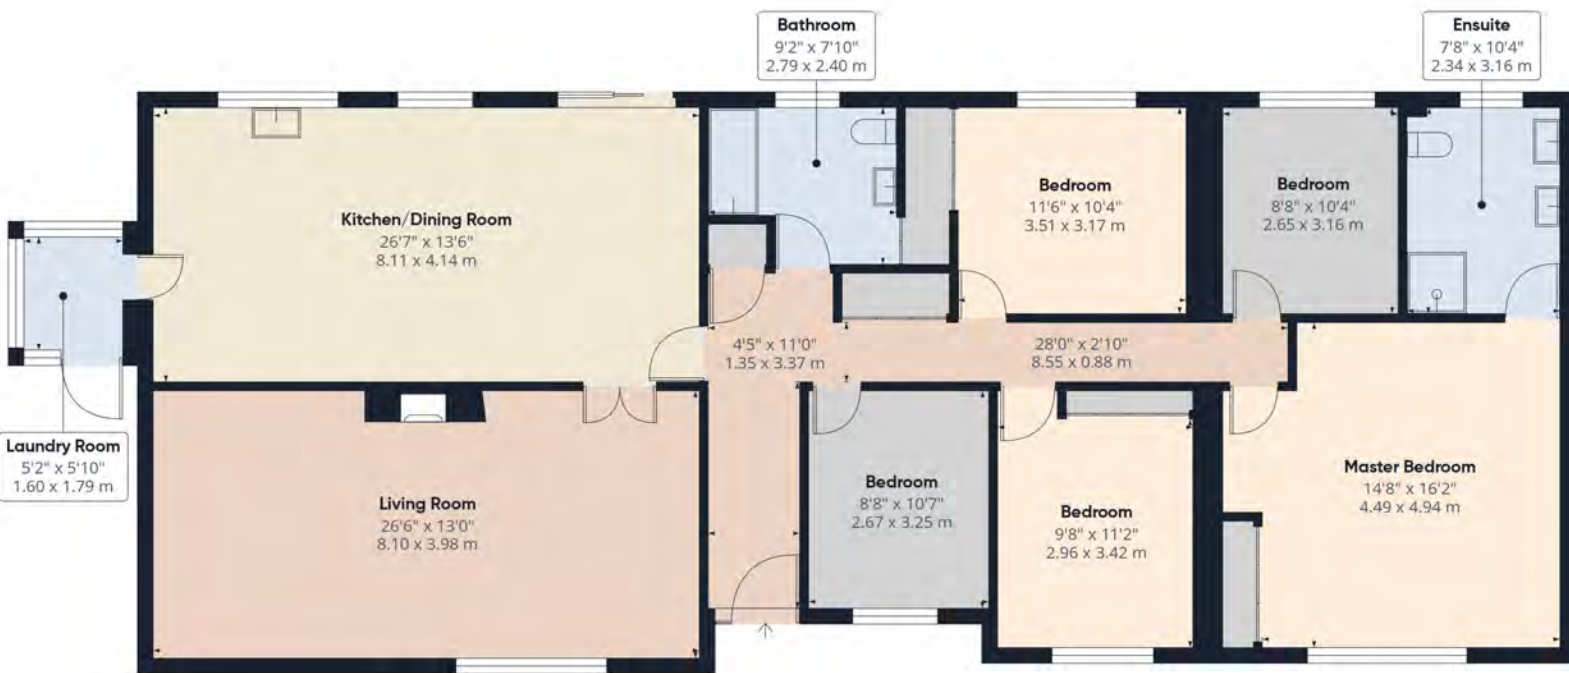 Bathroom
9'2" x 7'10"
2.79 x 2.40 m
Ensuite
7'8" x 10'4"
2.34 x 3.16 m
Kitchen/Dining Room
26'7" x 13'6"
8.11 x 4.14 m
Bedroom
11'6" x 10'4"
3.51 x 3.17 m
Bedroom
8'8" x 10'4"
2.65 x 3.16 m
4'5" x 11'0"
1.35 x 3.37 m
28'0" x 2'10"
8.55 x 0.88 m
Laundry Room
5'2" x 5'10"
1.60 x 1.79 m
Living Room
26'6" x 13'0"
8.10 x 3.98 m
Bedroom
8'8" x 10'7"
2.67 x 3.25 m
Bedroom
9'8" x 11'2"
2.96 x 3.42 m
Master Bedroom
14'8" x 16'2"
4.49 x 4.94 m